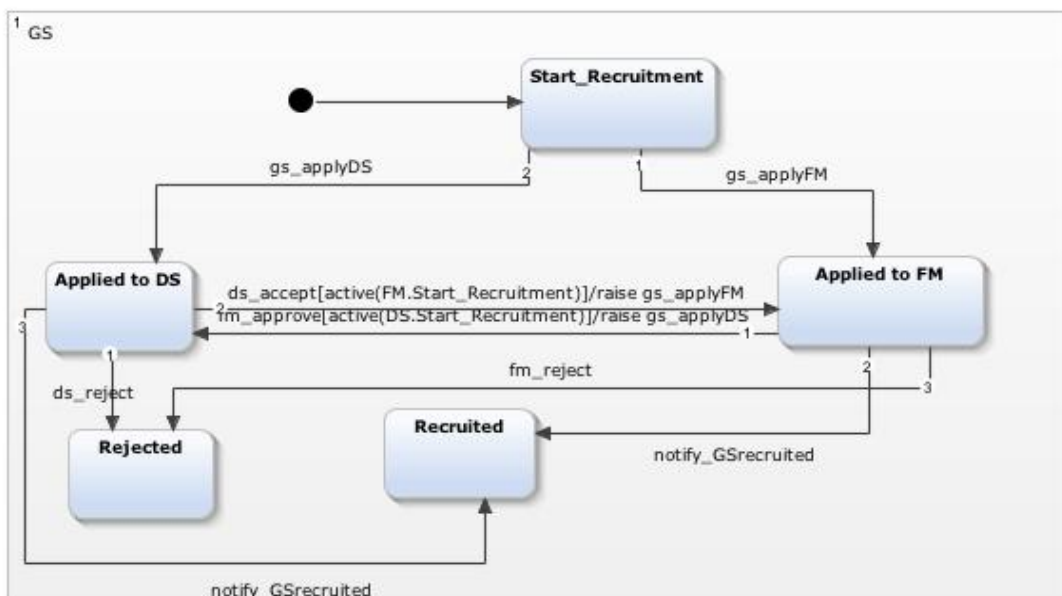 1
GS
Start_Recruitment
2
1
gs_applyDS
gs_applyFM
Applied to DS
Applied to FM
ds_accept[active(FM.Start_Recruitment)]/raise gs_applyFM
2
fm_approve[active(DS.Start_Recruitment)]/raise gs_applyDS
3
1
1
2
3
fm_reject
ds_reject
Rejected
Recruited
notify_GSrecruited
notify_GSrecruited